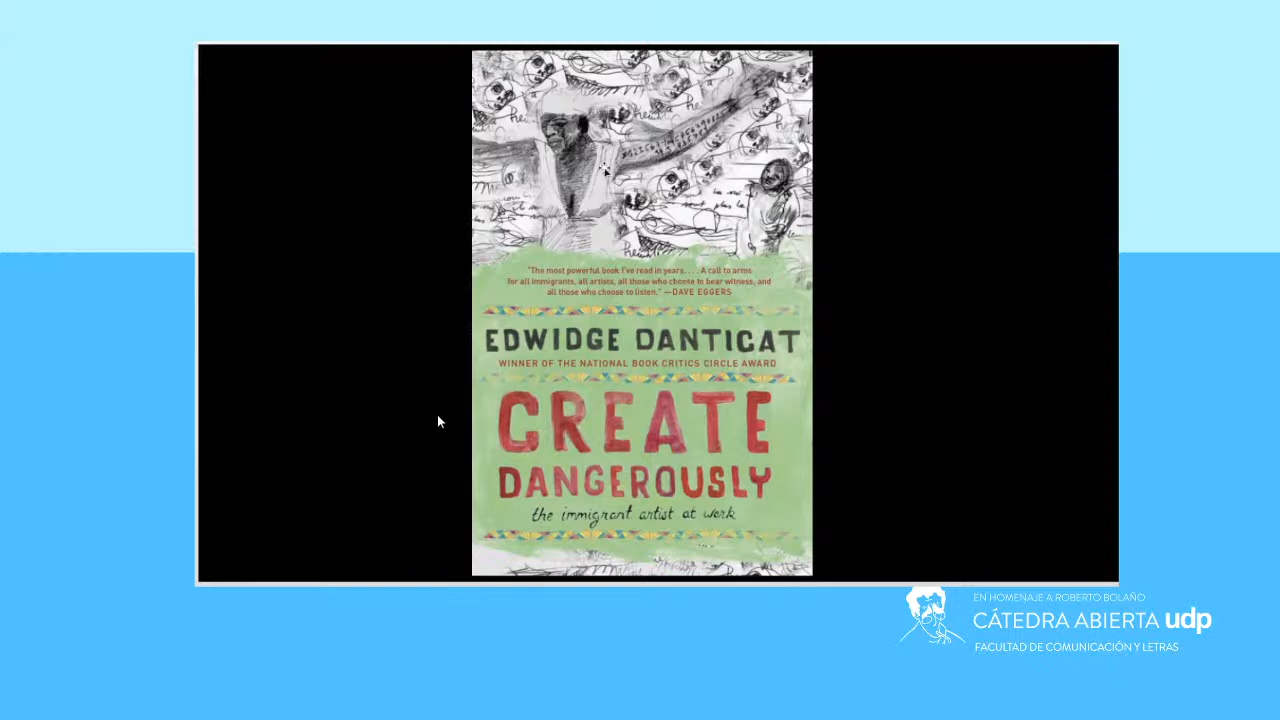 "The most powerful book I've read in years. . . . A call to arms
for all immigrants, all artists, all those who choose to bear witness, and
all those who choose to listen." —DAVE EGGERS
EDWIDGE DANTICAT
WINNER OF THE NATIONAL BOOK CRITICS CIRCLE AWARD
CREATE
DANGEROUSLY
the immigrant artist at work
EN HOMENAJE A ROBERTO BOLAÑO
CÁTEDRA ABIERTA udp
FACULTAD DE COMUNICACIÓN Y LETRAS